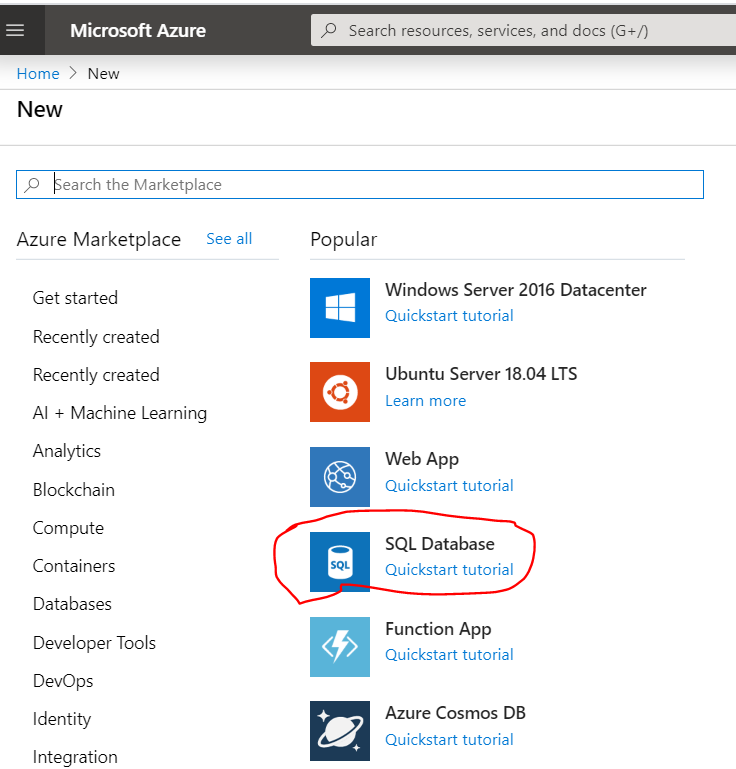 Microsoft Azure
Search resources, services, and docs (G+/)
Home > New
New
Search the Marketplace
Azure Marketplace See all
Get started
Recently created
Recently created
AI + Machine Learning
Analytics
Blockchain
Compute
Containers
Databases
Developer Tools
DevOps
Identity
Integration
Popular
Windows Server 2016 Datacenter
Quickstart tutorial
Ubuntu Server 18.04 LTS
Learn more
Web App
Quickstart tutorial
SQL
SQL Database
Quickstart tutorial
Function App
Quickstart tutorial
Azure Cosmos DB
Quickstart tutorial